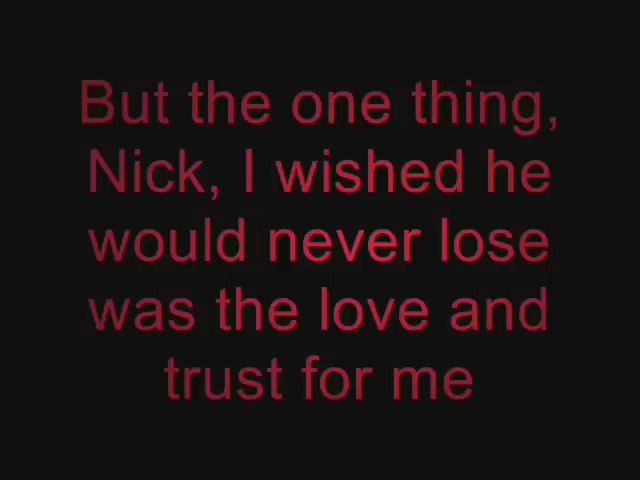 But the one thing,
Nick, I wished he
would never lose
was the love and
trust for me